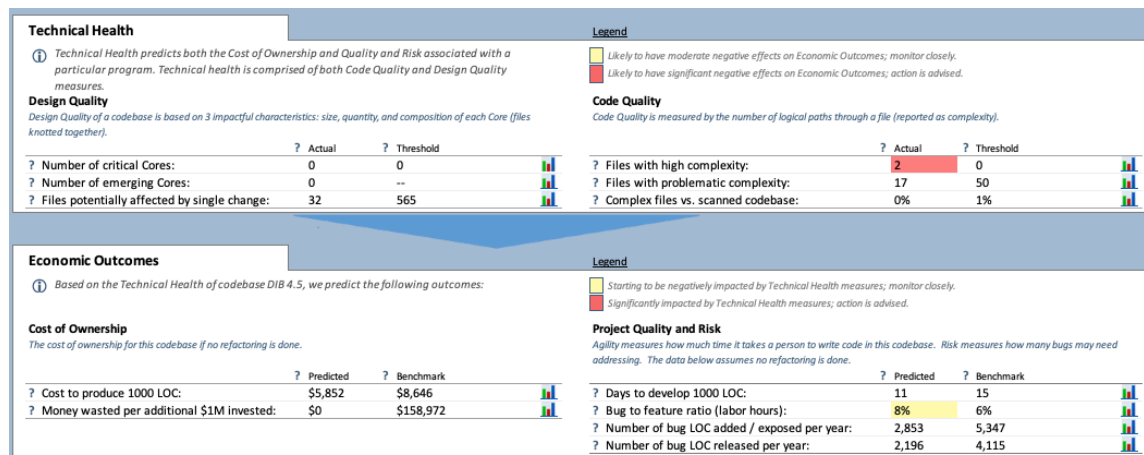 Technical Health
Technical Health predicts both the Cost of Ownership and Quality and Risk associated with a
particular program. Technical health is comprised of both Code Quality and Design Quality
measures.
Legend
Likely to have moderate negative effects on Economic Outcomes; monitor closely.
Likely to have significant negative effects on Economic Outcomes; action is advised.
Design Quality
Design Quality of a codebase is based on 3 impactful characteristics: size, quantity, and composition of each Core (files
knotted together).
? Actual ? Threshold
? Number of critical Cores: 0 0
? Number of emerging Cores: 0 --
? Files potentially affected by single change: 32 565
Code Quality
Code Quality is measured by the number of logical paths through a file (reported as complexity).
? Actual ? Threshold
? Files with high complexity: 2 0
? Files with problematic complexity: 17 50
? Complex files vs. scanned codebase: 0% 1%
Economic Outcomes
Based on the Technical Health of codebase DIB 4.5, we predict the following outcomes:
Legend
Starting to be negatively impacted by Technical Health measures; monitor closely.
Significantly impacted by Technical Health measures; action is advised.
Cost of Ownership
The cost of ownership for this codebase if no refactoring is done.
? Predicted ? Benchmark
? Cost to produce 1000 LOC: $5,852 $8,646
? Money wasted per additional $1M invested: $0 $158,972
Project Quality and Risk
Agility measures how much time it takes a person to write code in this codebase. Risk measures how many bugs may need
addressing. The data below assumes no refactoring is done.
? Predicted ? Benchmark
? Days to develop 1000 LOC: 11 15
? Bug to feature ratio (labor hours): 8% 6%
? Number of bug LOC added / exposed per year: 2,853 5,347
? Number of bug LOC released per year: 2,196 4,115